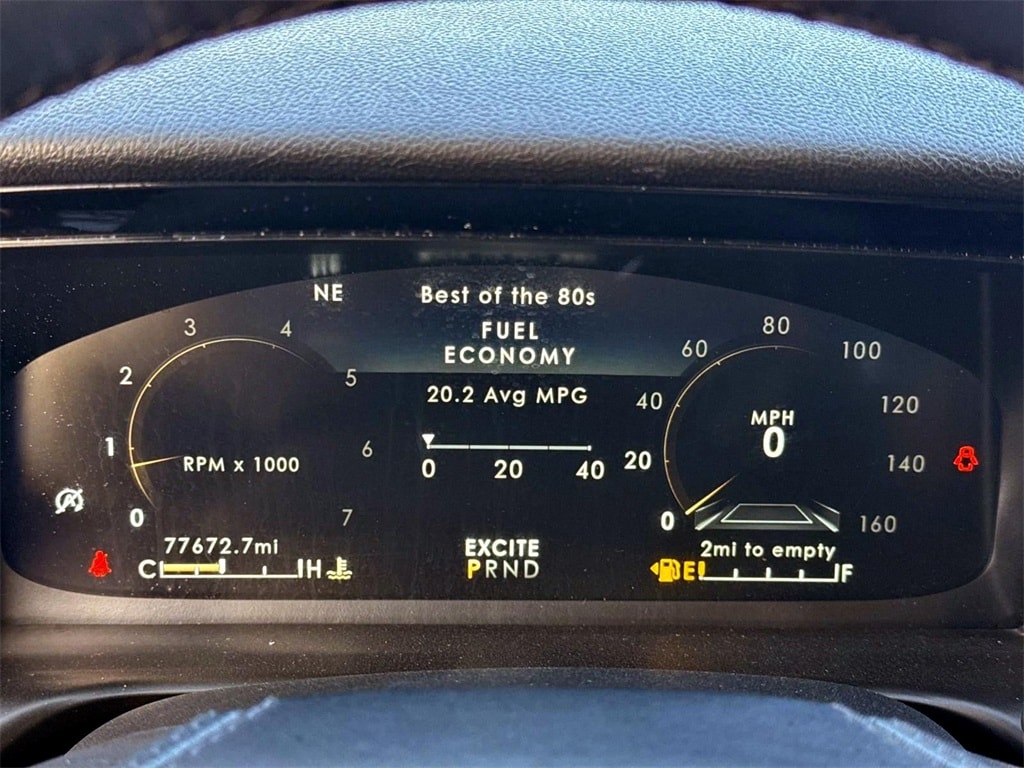 NE
Best of the 80s
FUEL
ECONOMY
20.2 Avg MPG
0 20 40
0 1 2 3 4 5 6 7
RPM x 1000
0 20 40 60 80 100 120 140 160
MPH
0
A
77672.7mi
C H
EXCITE
PRND
2mi to empty
E F